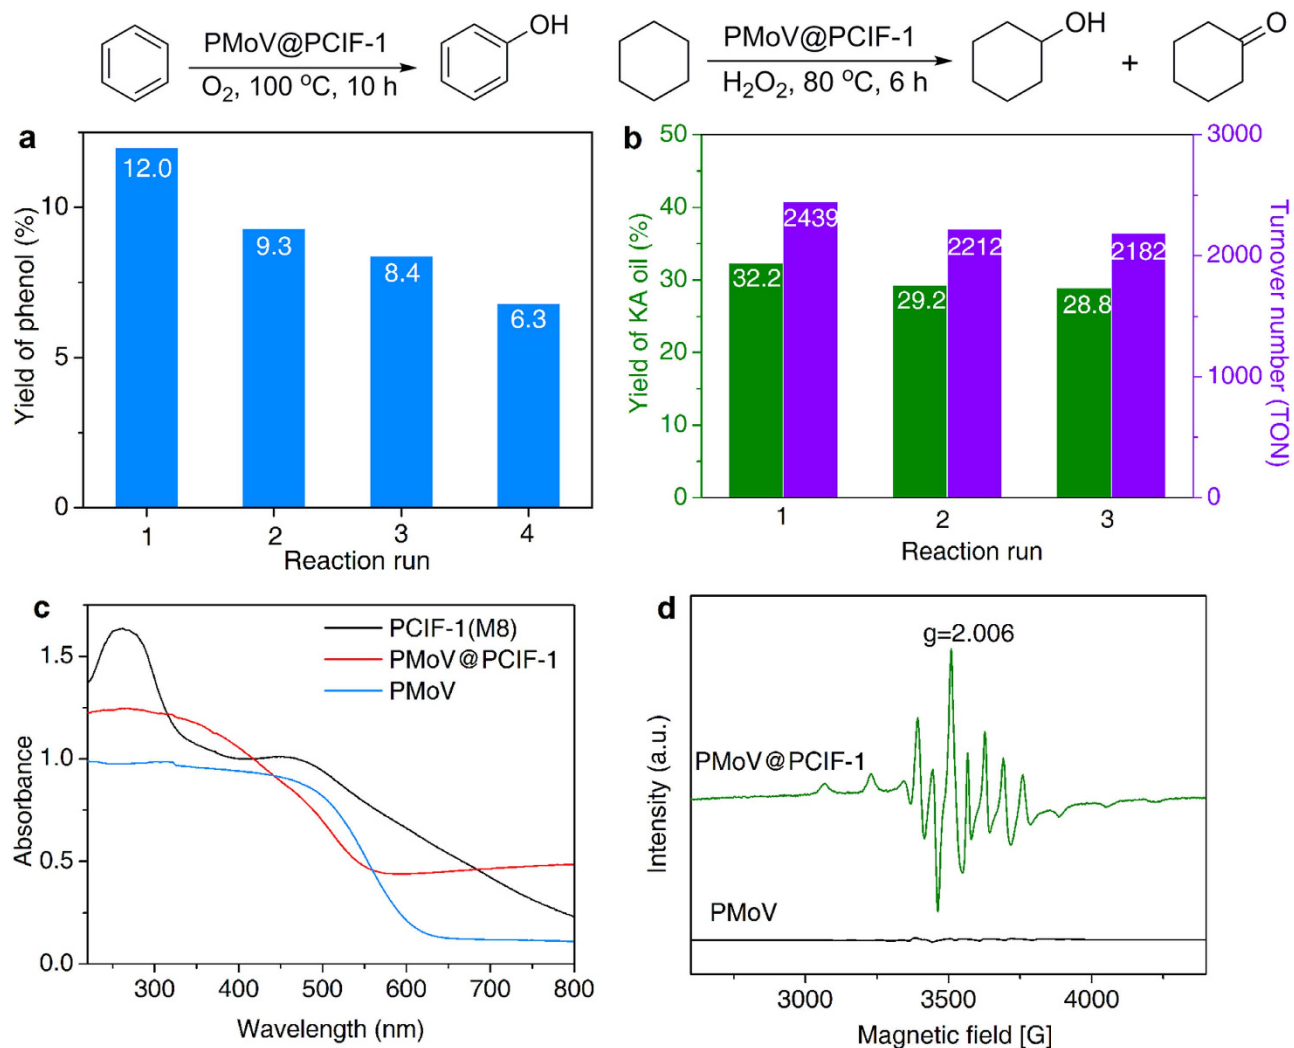 PMoV@PCIF-1
O₂, 100 °C, 10 h
OH
PMoV@PCIF-1
H₂O₂, 80 °C, 6 h
OH
+
O
a
Yield of phenol (%)
10
5
0
12.0
9.3
8.4
6.3
1 2 3 4
Reaction run
b
Yield of KA oil (%)
50
40
30
20
10
0
32.2 2439
29.2 2212
28.8 2182
3000
2000
1000
0
Turnover number (TON)
1 2 3
Reaction run
c
Absorbance
1.5
1.0
0.5
0.0
PCIF-1(M8)
PMoV@PCIF-1
PMoV
300 400 500 600 700 800
Wavelength (nm)
d
Intensity (a.u.)
g=2.006
PMoV@PCIF-1
PMoV
3000 3500 4000
Magnetic field [G]